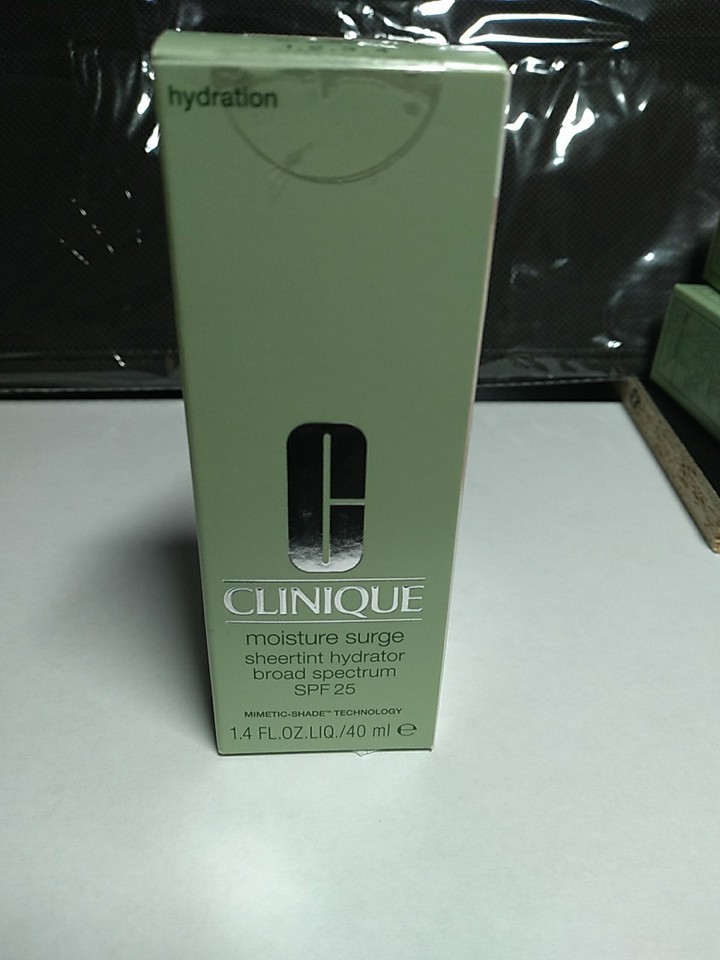 hydration
CLINIQUE
moisture surge
sheertint hydrator
broad spectrum
SPF 25
MIMETIC-SHADE™ TECHNOLOGY
1.4 FL.OZ.LIQ./40 ml ℮